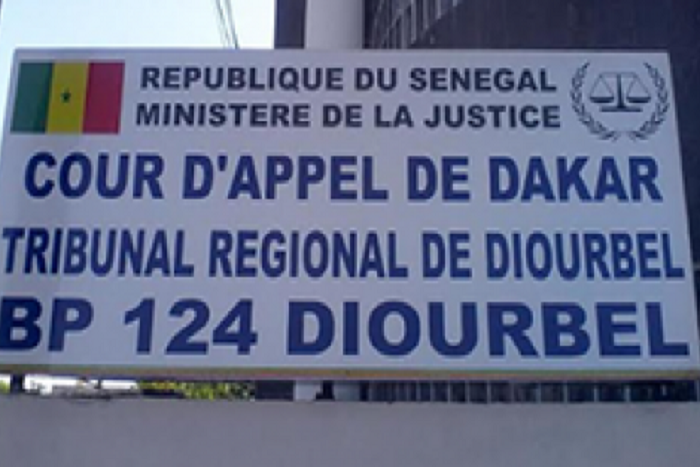 REPUBLIQUE DU SENEGAL
MINISTERE DE LA JUSTICE
COUR D'APPEL DE DAKAR
TRIBUNAL REGIONAL DE DIOURBEL
BP 124 DIOURBEL